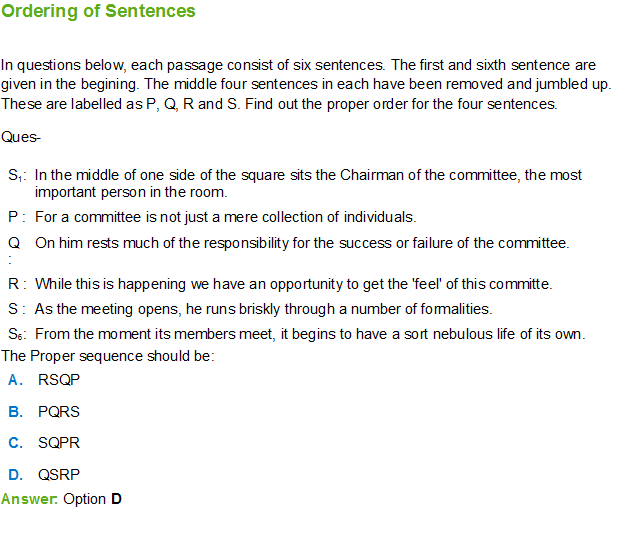 Ordering of Sentences
In questions below, each passage consist of six sentences. The first and sixth sentence are
given in the begining. The middle four sentences in each have been removed and jumbled up.
These are labelled as P, Q, R and S. Find out the proper order for the four sentences.
Ques-
S₁: In the middle of one side of the square sits the Chairman of the committee, the most
important person in the room.
P : For a committee is not just a mere collection of individuals.
Q On him rests much of the responsibility for the success or failure of the committee.
:
R : While this is happening we have an opportunity to get the 'feel' of this committe.
S : As the meeting opens, he runs briskly through a number of formalities.
S₆: From the moment its members meet, it begins to have a sort nebulous life of its own.
The Proper sequence should be:
A. RSQP
B. PQRS
C. SQPR
D. QSRP
Answer: Option D